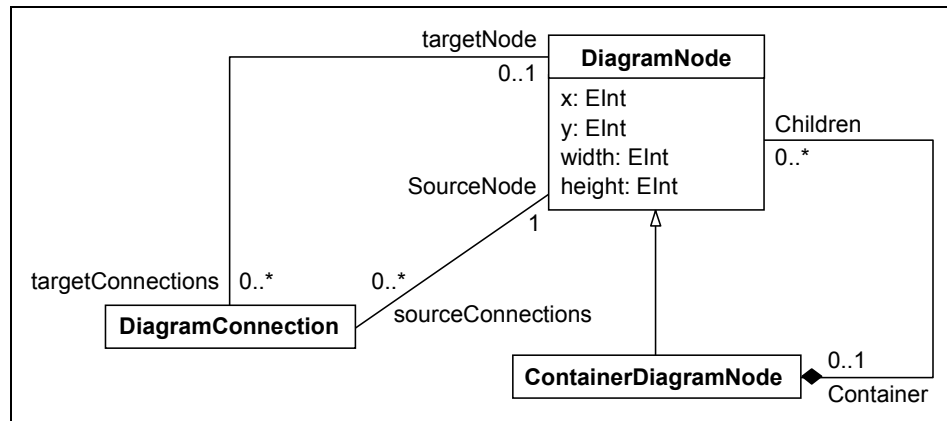 targetNode
0..1
DiagramNode
x: EInt
y: EInt
width: EInt
height: EInt
Children
0..*
SourceNode
1
targetConnections
0..*
0..*
sourceConnections
DiagramConnection
ContainerDiagramNode
0..1
Container